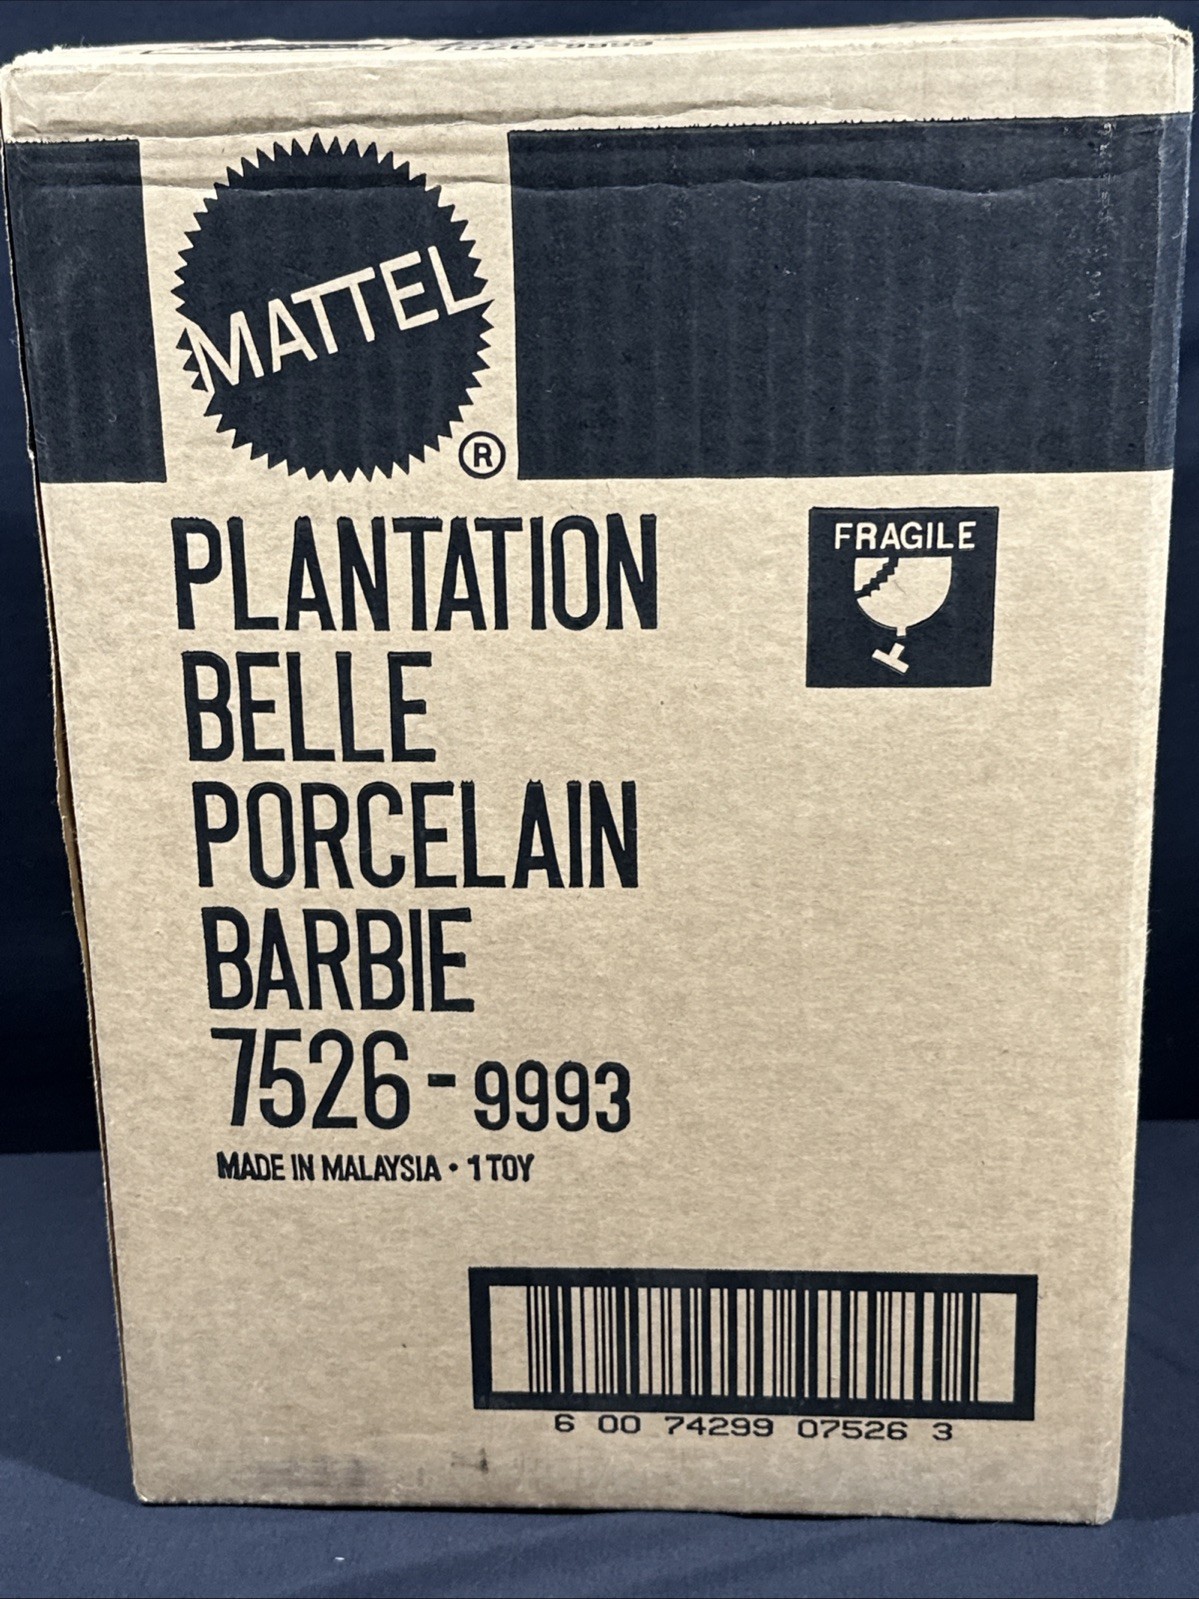 MATTEL
®
FRAGILE
PLANTATION
BELLE
PORCELAIN
BARBIE
7526-9993
MADE IN MALAYSIA • 1 TOY
6 00 74299 07526 3